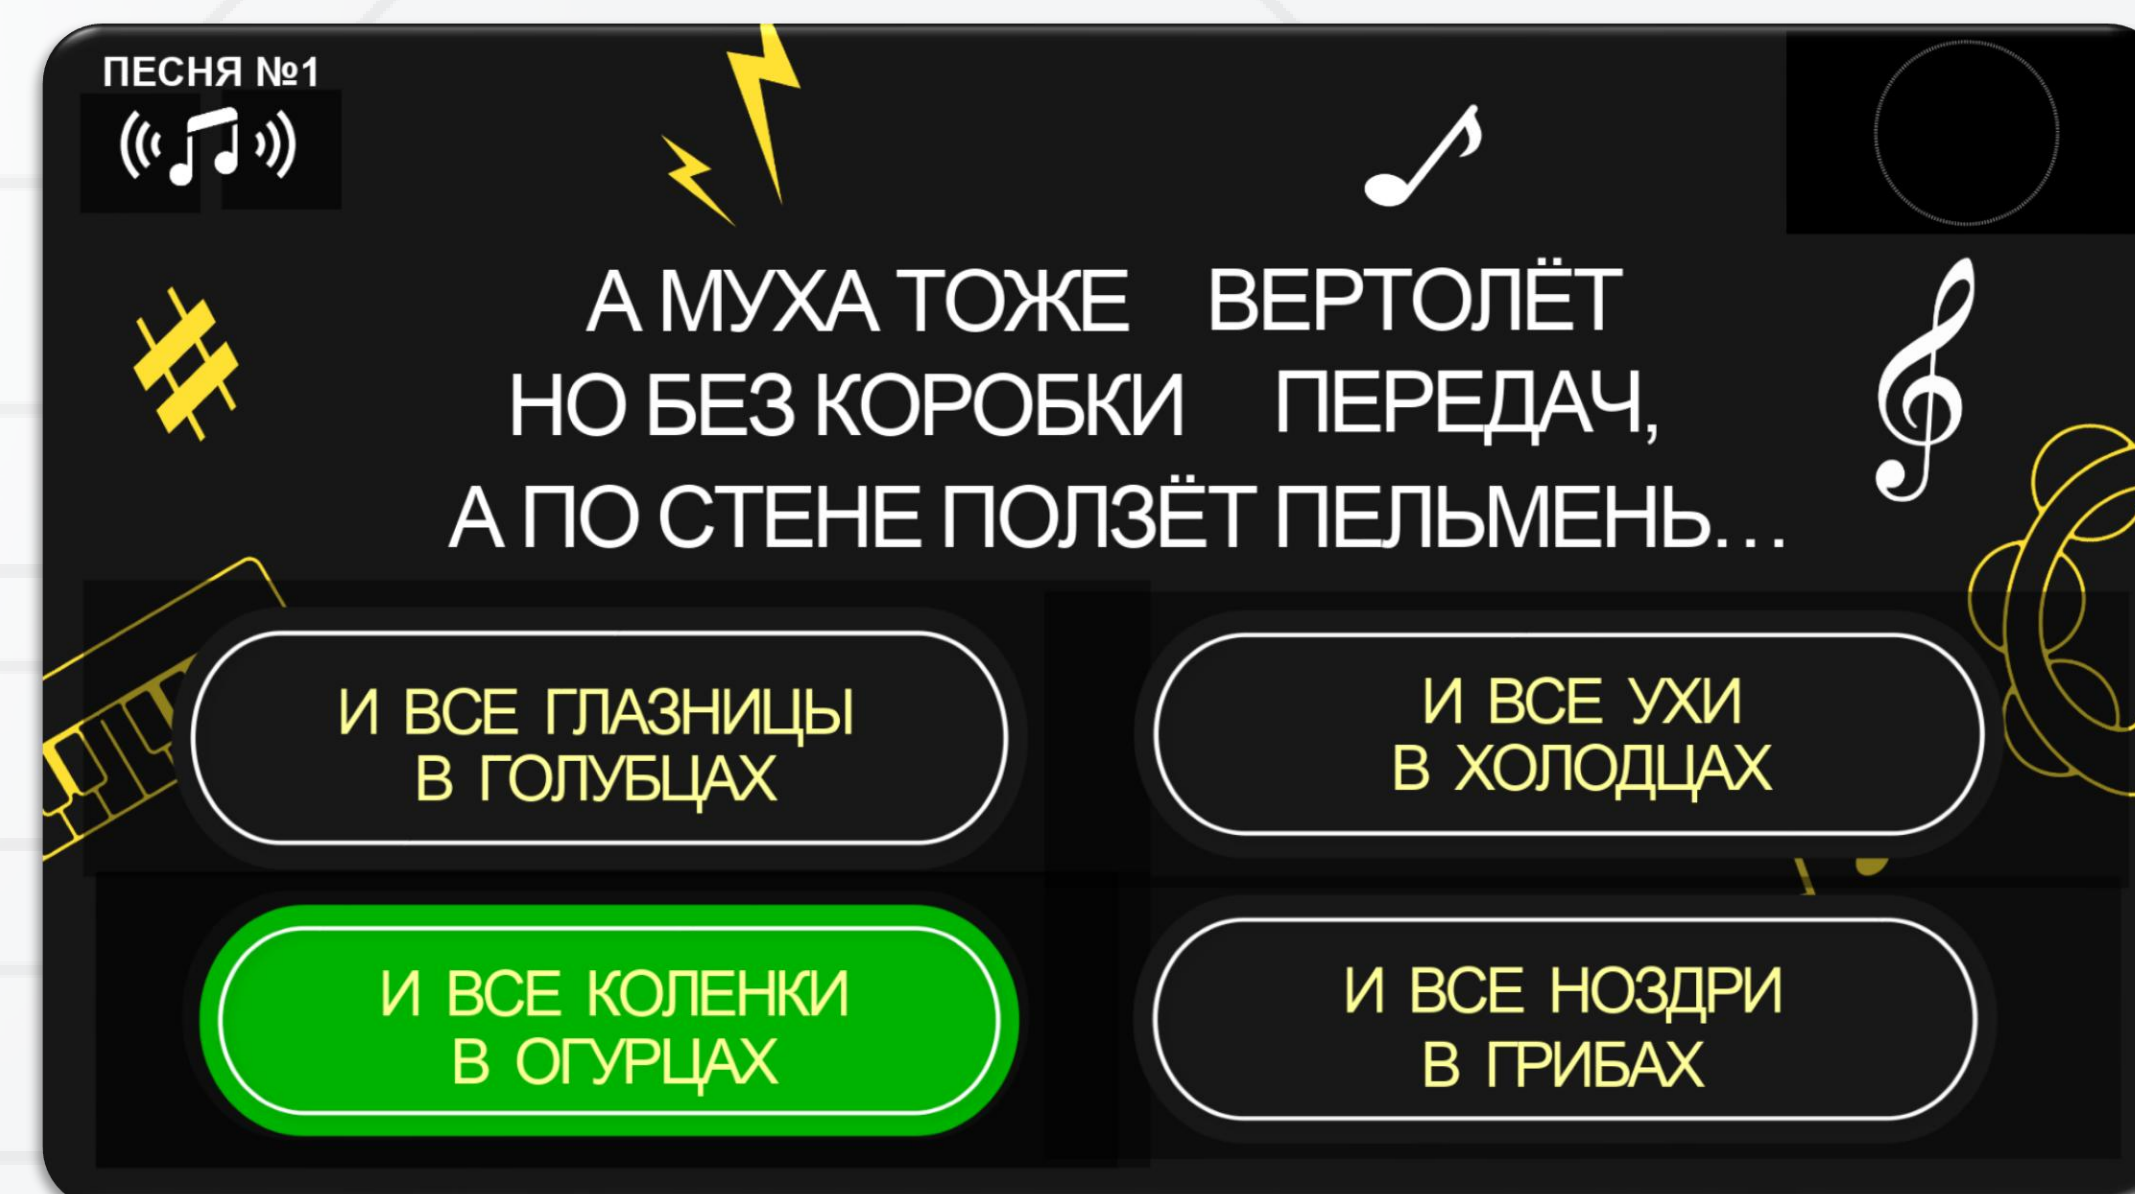 ПЕСНЯ №1
А МУХА ТОЖЕ ВЕРТОЛЁТ
НО БЕЗ КОРОБКИ ПЕРЕДАЧ,
А ПО СТЕНЕ ПОЛЗЁТ ПЕЛЬМЕНЬ...
И ВСЕ ГЛАЗНИЦЫ
В ГОЛУБЦАХ
И ВСЕ УХИ
В ХОЛОДЦАХ
И ВСЕ КОЛЕНКИ
В ОГУРЦАХ
И ВСЕ НОЗДРИ
В ГРИБАХ